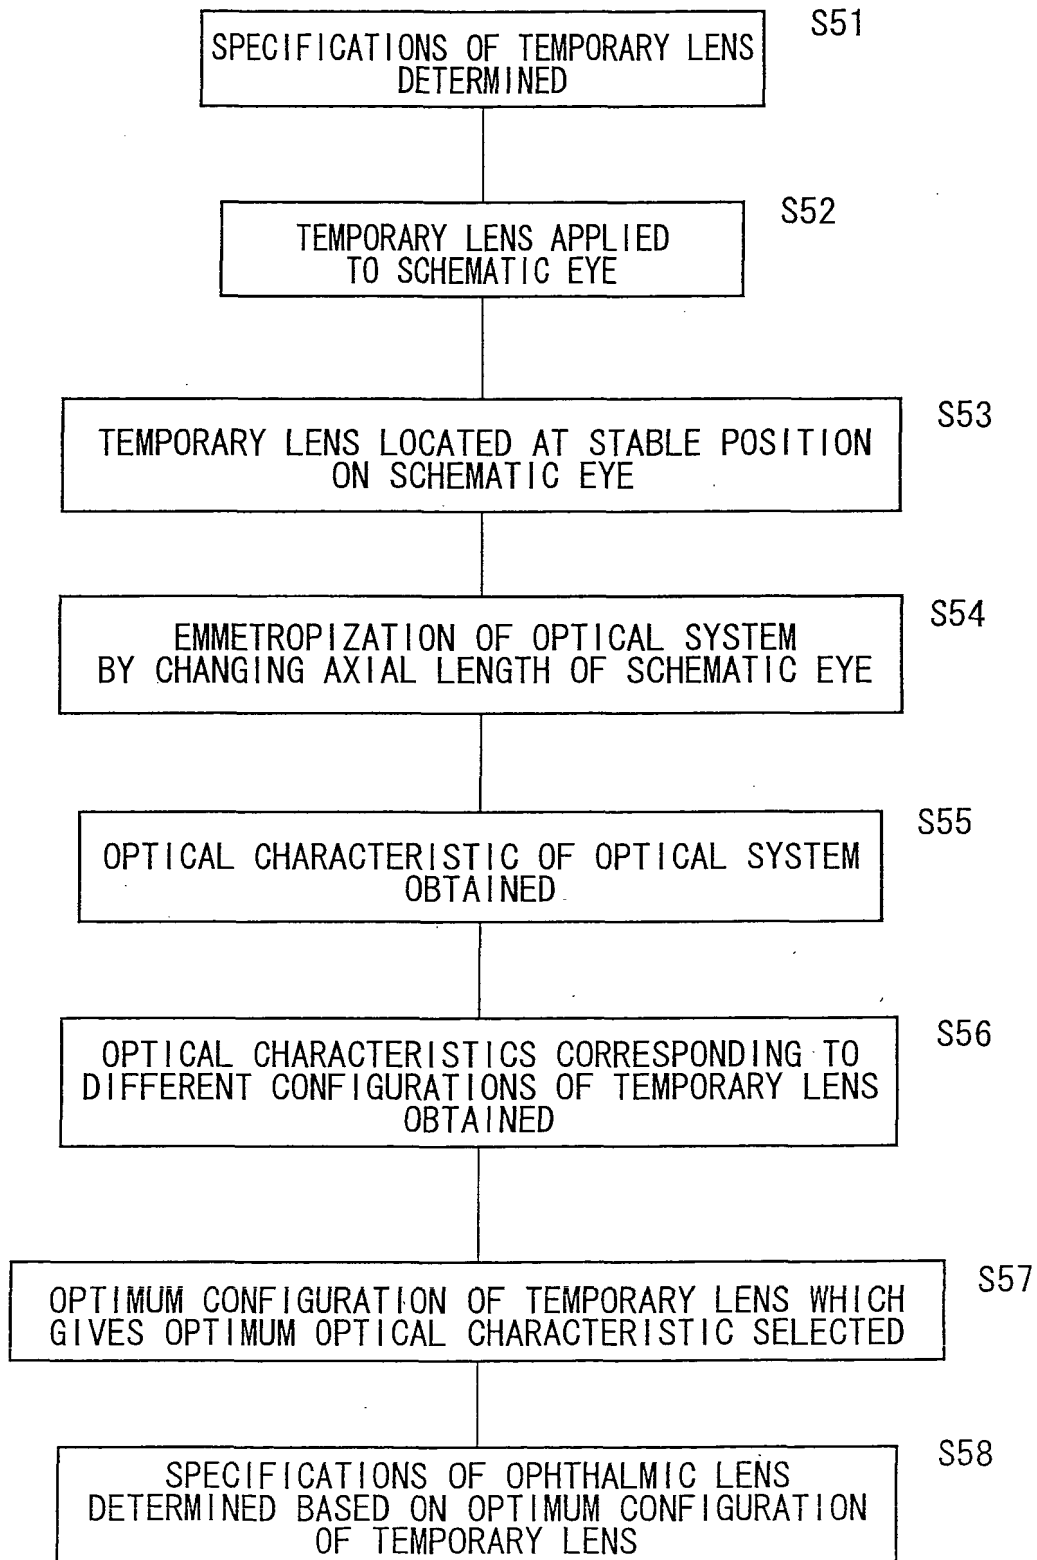 S51
SPECIFICATIONS OF TEMPORARY LENS
DETERMINED
S52
TEMPORARY LENS APPLIED
TO SCHEMATIC EYE
S53
TEMPORARY LENS LOCATED AT STABLE POSITION
ON SCHEMATIC EYE
S54
EMMETROPIZATION OF OPTICAL SYSTEM
BY CHANGING AXIAL LENGTH OF SCHEMATIC EYE
S55
OPTICAL CHARACTERISTIC OF OPTICAL SYSTEM
OBTAINED
S56
OPTICAL CHARACTERISTICS CORRESPONDING TO
DIFFERENT CONFIGURATIONS OF TEMPORARY LENS
OBTAINED
S57
OPTIMUM CONFIGURATION OF TEMPORARY LENS WHICH
GIVES OPTIMUM OPTICAL CHARACTERISTIC SELECTED
S58
SPECIFICATIONS OF OPHTHALMIC LENS
DETERMINED BASED ON OPTIMUM CONFIGURATION
OF TEMPORARY LENS